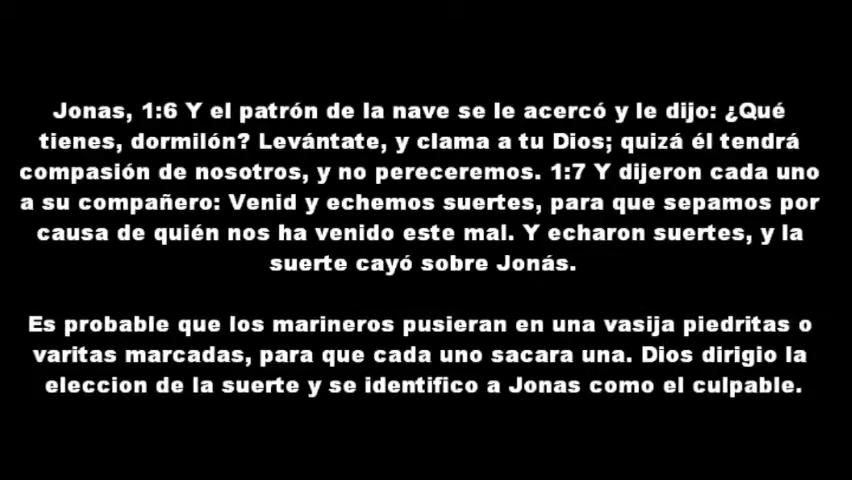 Jonas, 1:6 Y el patrón de la nave se le acercó y le dijo: ¿Qué
tienes, dormilón? Levántate, y clama a tu Dios; quizá él tendrá
compasión de nosotros, y no pereceremos. 1:7 Y dijeron cada uno
a su compañero: Venid y echemos suertes, para que sepamos por
causa de quién nos ha venido este mal. Y echaron suertes, y la
suerte cayó sobre Jonás.
Es probable que los marineros pusieran en una vasija piedritas o
varitas marcadas, para que cada uno sacara una. Dios dirigio la
eleccion de la suerte y se identifico a Jonas como el culpable.